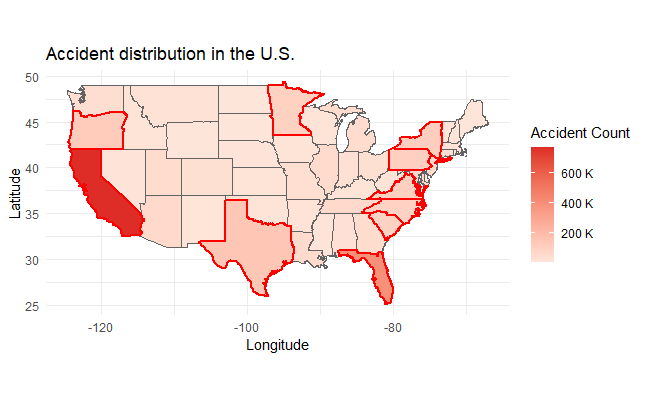 Accident distribution in the U.S.
50
45
40
35
30
25
Latitude
-120
-100
-80
Longitude
Accident Count
600 K
400 K
200 K